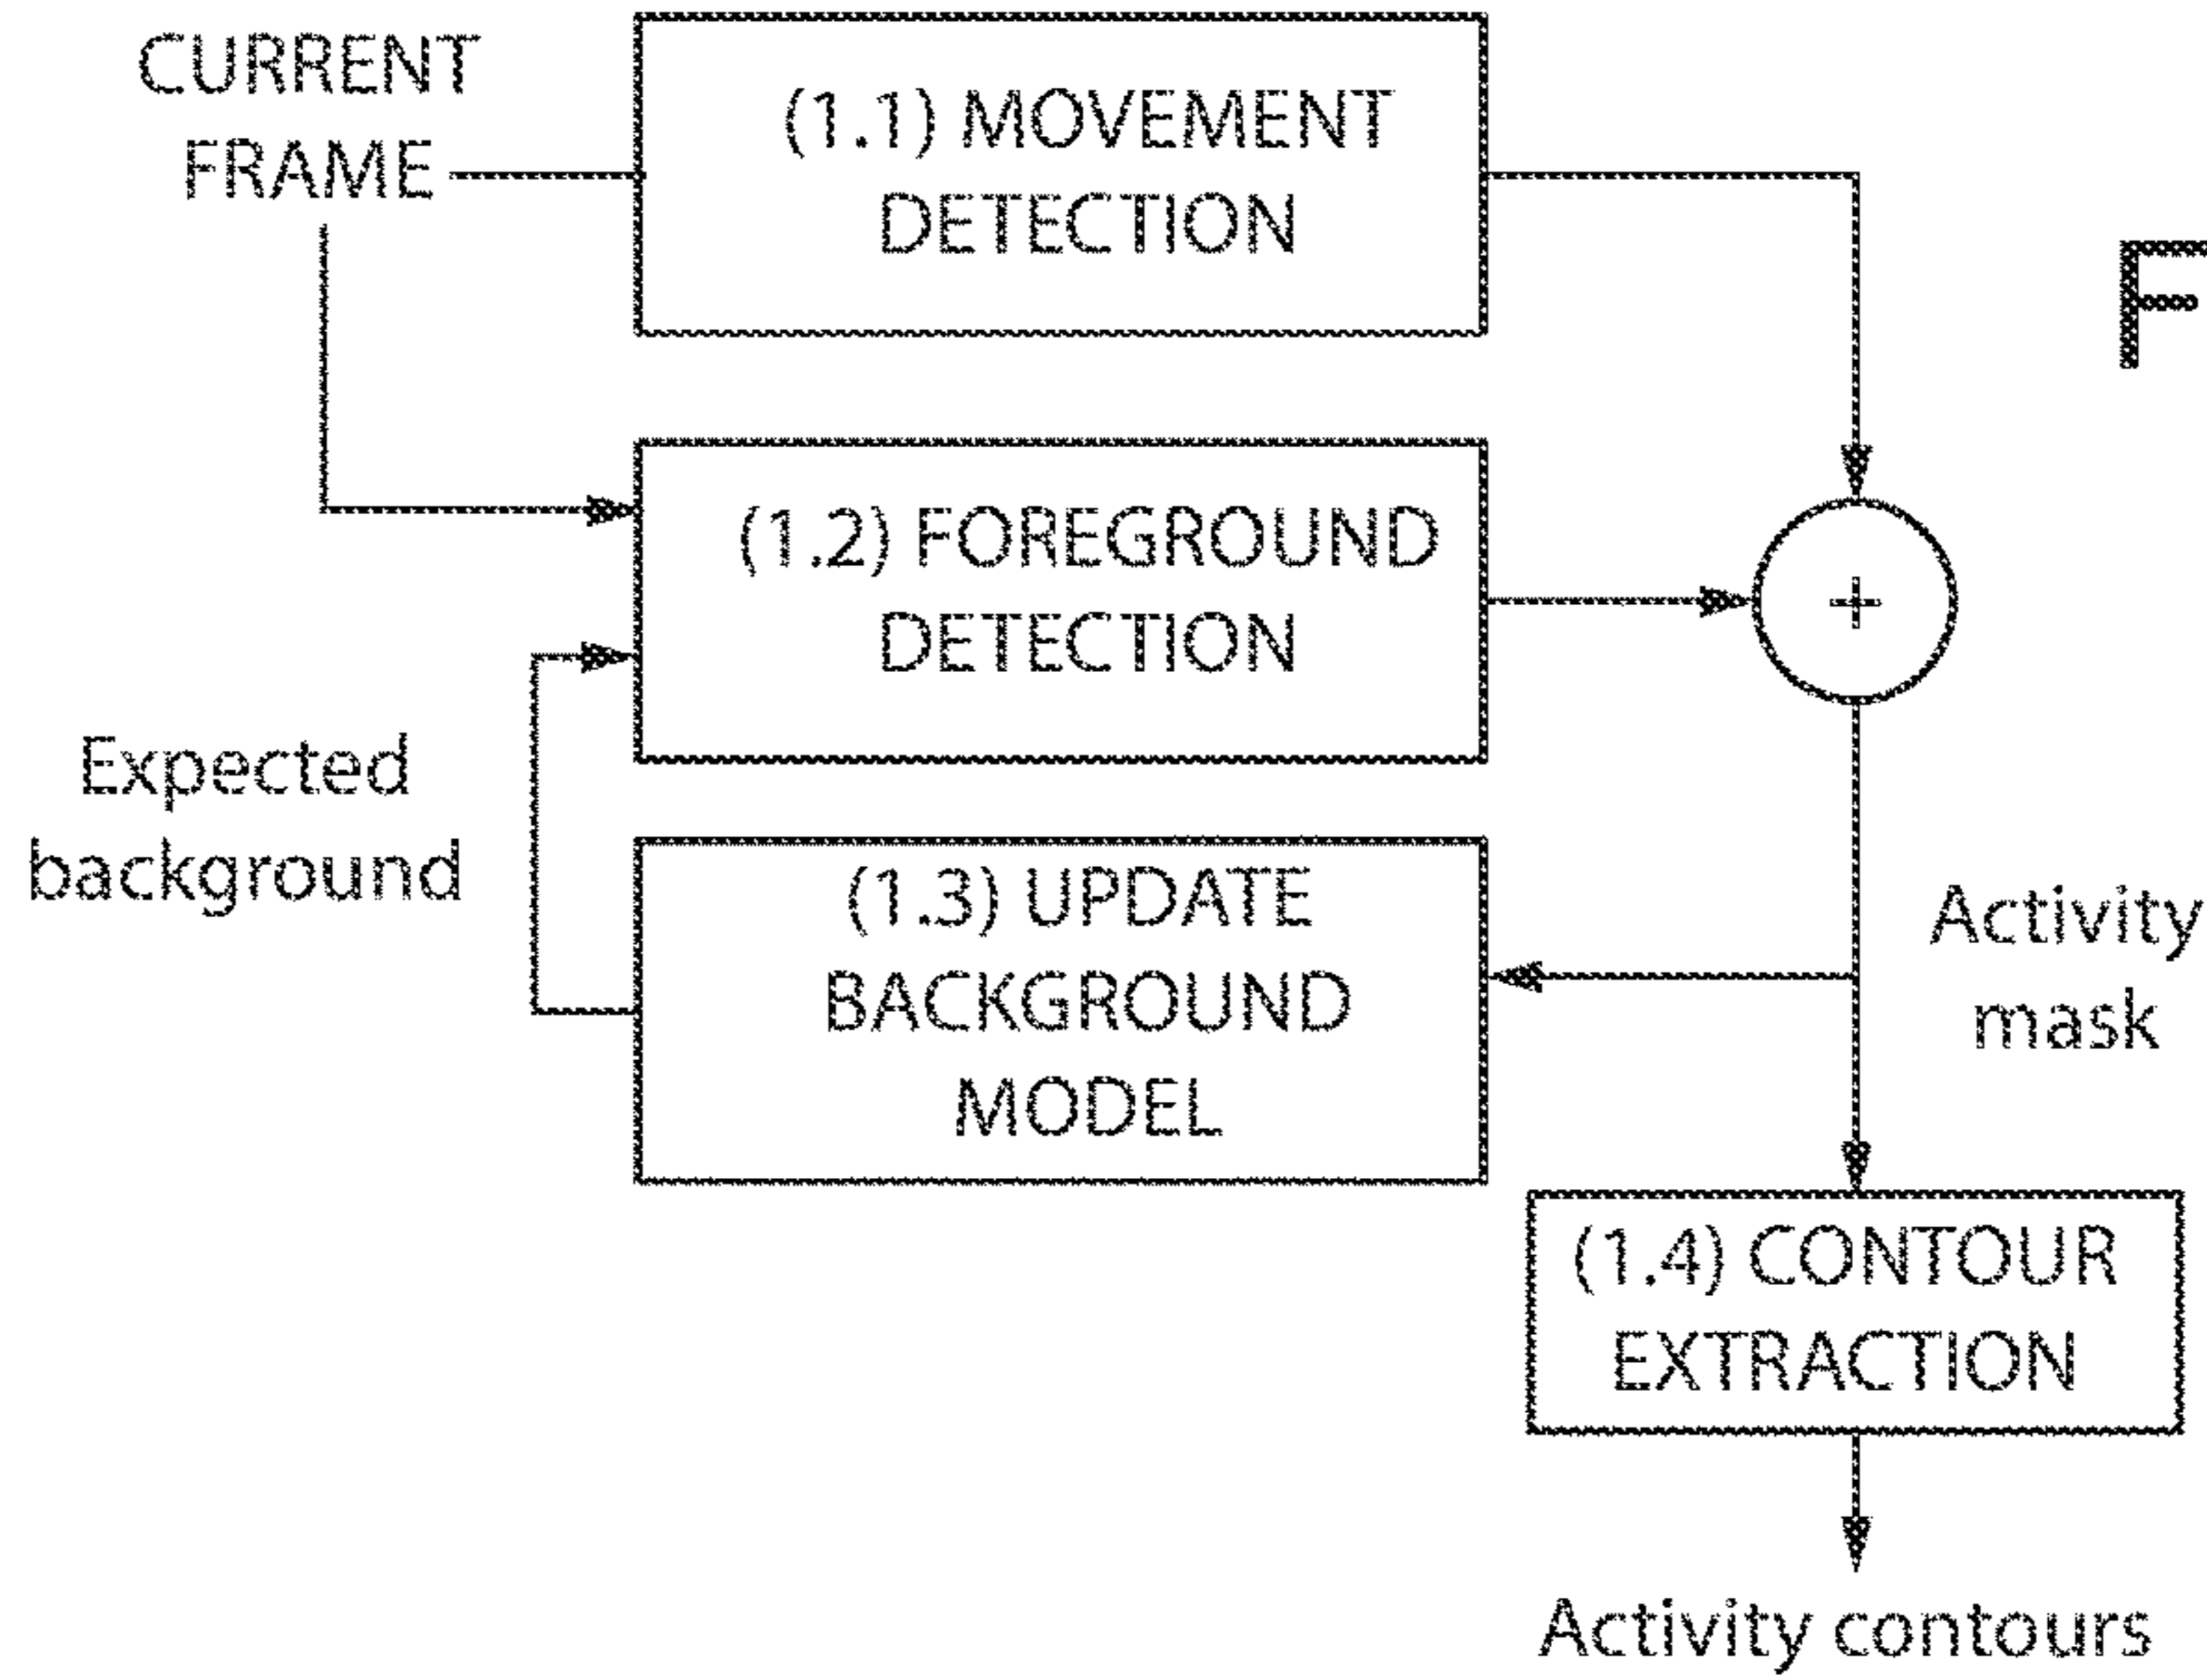 CURRENT
FRAME
(1.1) MOVEMENT
DETECTION
F
(1.2) FOREGROUND
DETECTION
+
Expected
background
(1.3) UPDATE
BACKGROUND
MODEL
Activity
mask
(1.4) CONTOUR
EXTRACTION
Activity contours